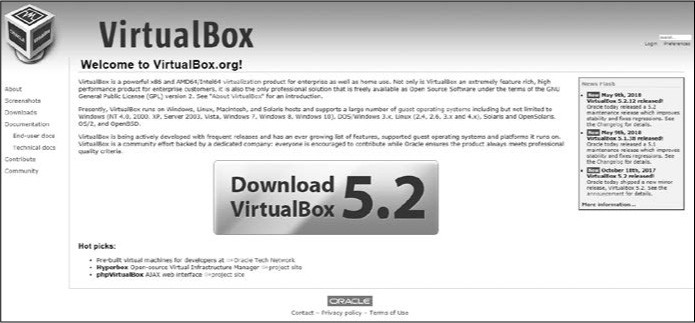 VirtualBox
search...
Login Preferences
Welcome to VirtualBox.org!
About
Screenshots
Downloads
Documentation
End-user docs
Technical docs
Contribute
Community
VirtualBox is a powerful x86 and AMD64/Intel64 virtualization product for enterprise as well as home use. Not only is VirtualBox an extremely feature rich, high
performance product for enterprise customers, it is also the only professional solution that is freely available as Open Source Software under the terms of the GNU
General Public License (GPL) version 2. See "About VirtualBox" for an introduction.
Presently, VirtualBox runs on Windows, Linux, Macintosh, and Solaris hosts and supports a large number of guest operating systems including but not limited to
Windows (NT 4.0, 2000, XP, Server 2003, Vista, Windows 7, Windows 8, Windows 10), DOS/Windows 3.x, Linux (2.4, 2.6, 3.x and 4.x), Solaris and OpenSolaris,
OS/2, and OpenBSD.
VirtualBox is being actively developed with frequent releases and has an ever growing list of features, supported guest operating systems and platforms it runs on.
VirtualBox is a community effort backed by a dedicated company: everyone is encouraged to contribute while Oracle ensures the product always meets professional
quality criteria.
Download
VirtualBox 5.2
Hot picks:
• Pre-built virtual machines for developers at Oracle Tech Network
• Hyperbox Open-source Virtual Infrastructure Manager project site
• phpVirtualBox AJAX web interface project site
News Flash
• New May 9th, 2018
VirtualBox 5.2.12 released!
Oracle today released a 5.2
maintenance release which improves
stability and fixes regressions. See
the Changelog for details.
• New May 9th, 2018
VirtualBox 5.1.38 released!
Oracle today released a 5.1
maintenance release which improves
stability and fixes regressions. See
the Changelog for details.
• New October 18th, 2017
VirtualBox 5.2 released!
Oracle today shipped a new minor
release, VirtualBox 5.2. See the
announcement for details.
More information...
ORACLE
Contact – Privacy policy – Terms of Use